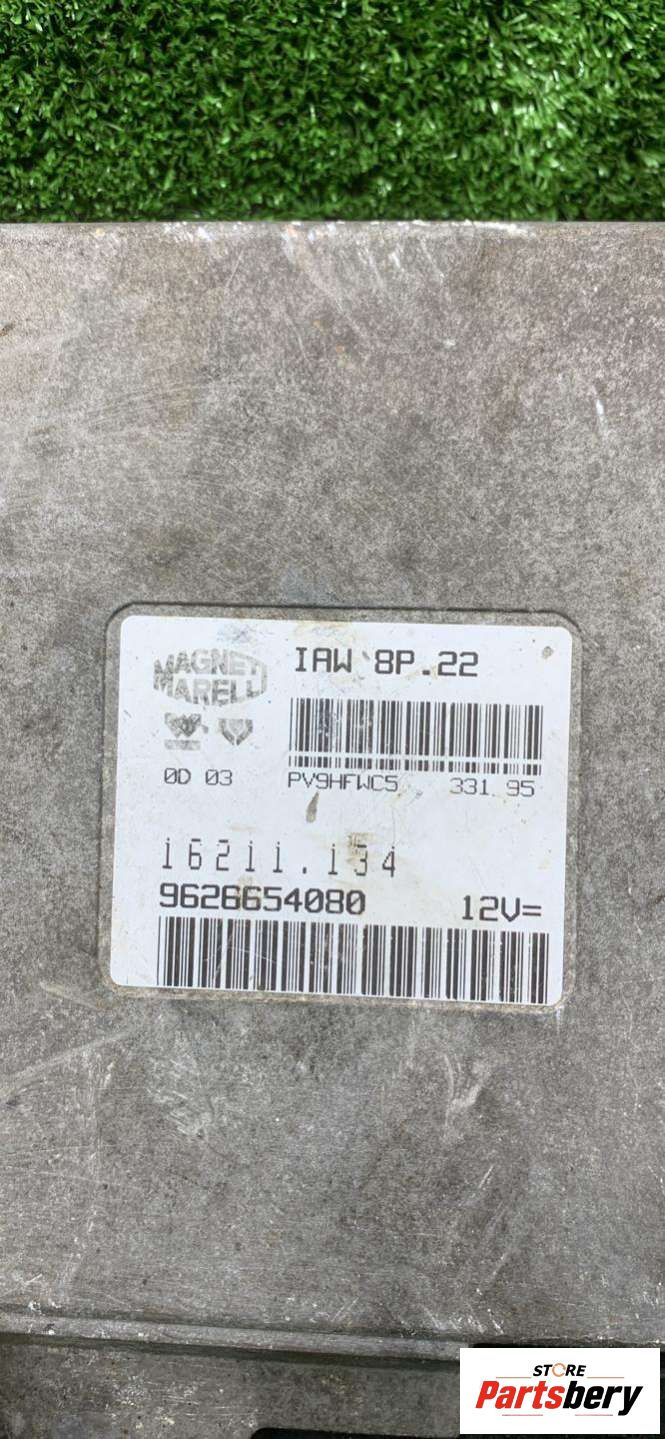 IAW 8P.22
MAGNETI
MARELLI
0D 03
PV9HFWC5 331 95
16211.134
9626654080 12V=
STORE
Partsbery